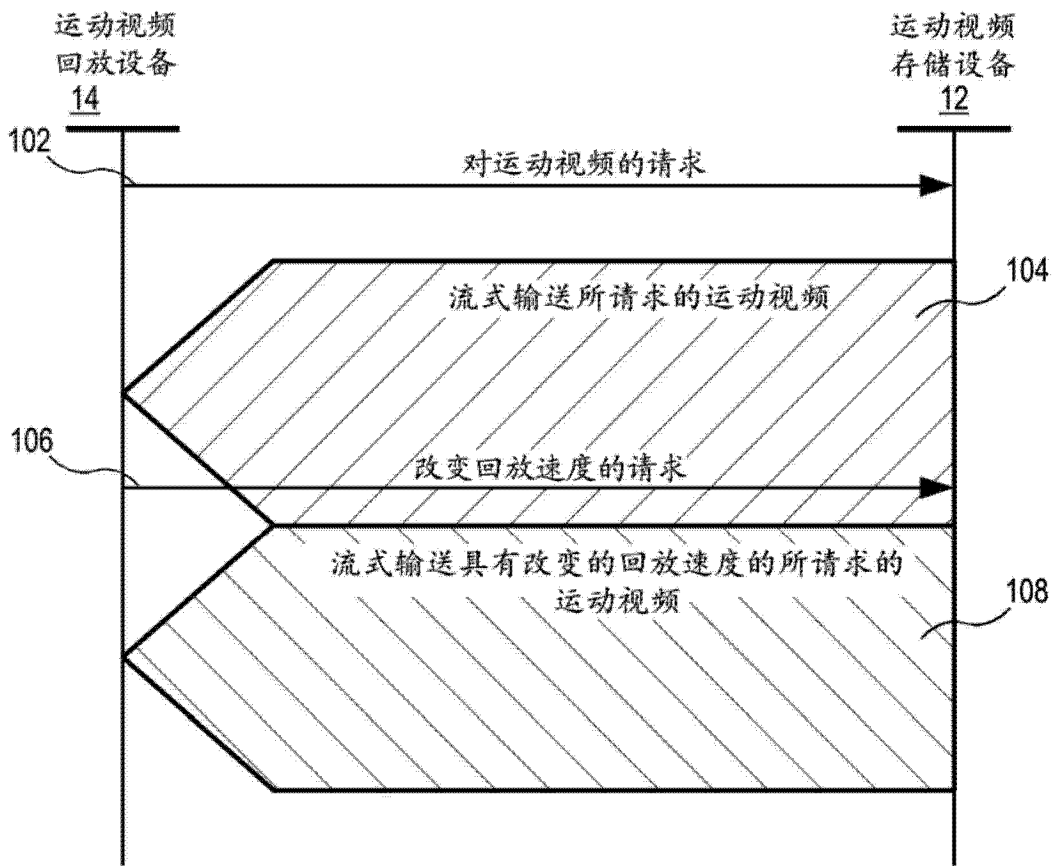 运动视频
回放设备
14
运动视频
存储设备
12
102
对运动视频的请求
104
流式输送所请求的运动视频
106
改变回放速度的请求
流式输送具有改变的回放速度的所请求的
运动视频
108